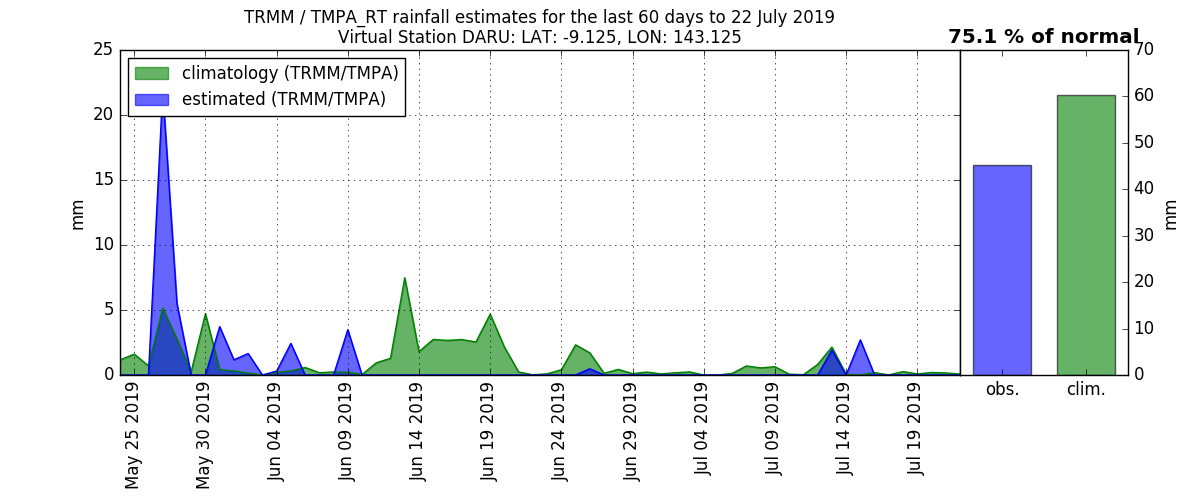 TRMM / TMPA_RT rainfall estimates for the last 60 days to 22 July 2019
Virtual Station DARU: LAT: -9.125, LON: 143.125
75.1 % of normal
climatology (TRMM/TMPA)
estimated (TRMM/TMPA)
25
20
15
10
5
0
mm
May 25 2019
May 30 2019
Jun 04 2019
Jun 09 2019
Jun 14 2019
Jun 19 2019
Jun 24 2019
Jun 29 2019
Jul 04 2019
Jul 09 2019
Jul 14 2019
Jul 19 2019
70
60
50
40
30
20
10
0
mm
obs.
clim.